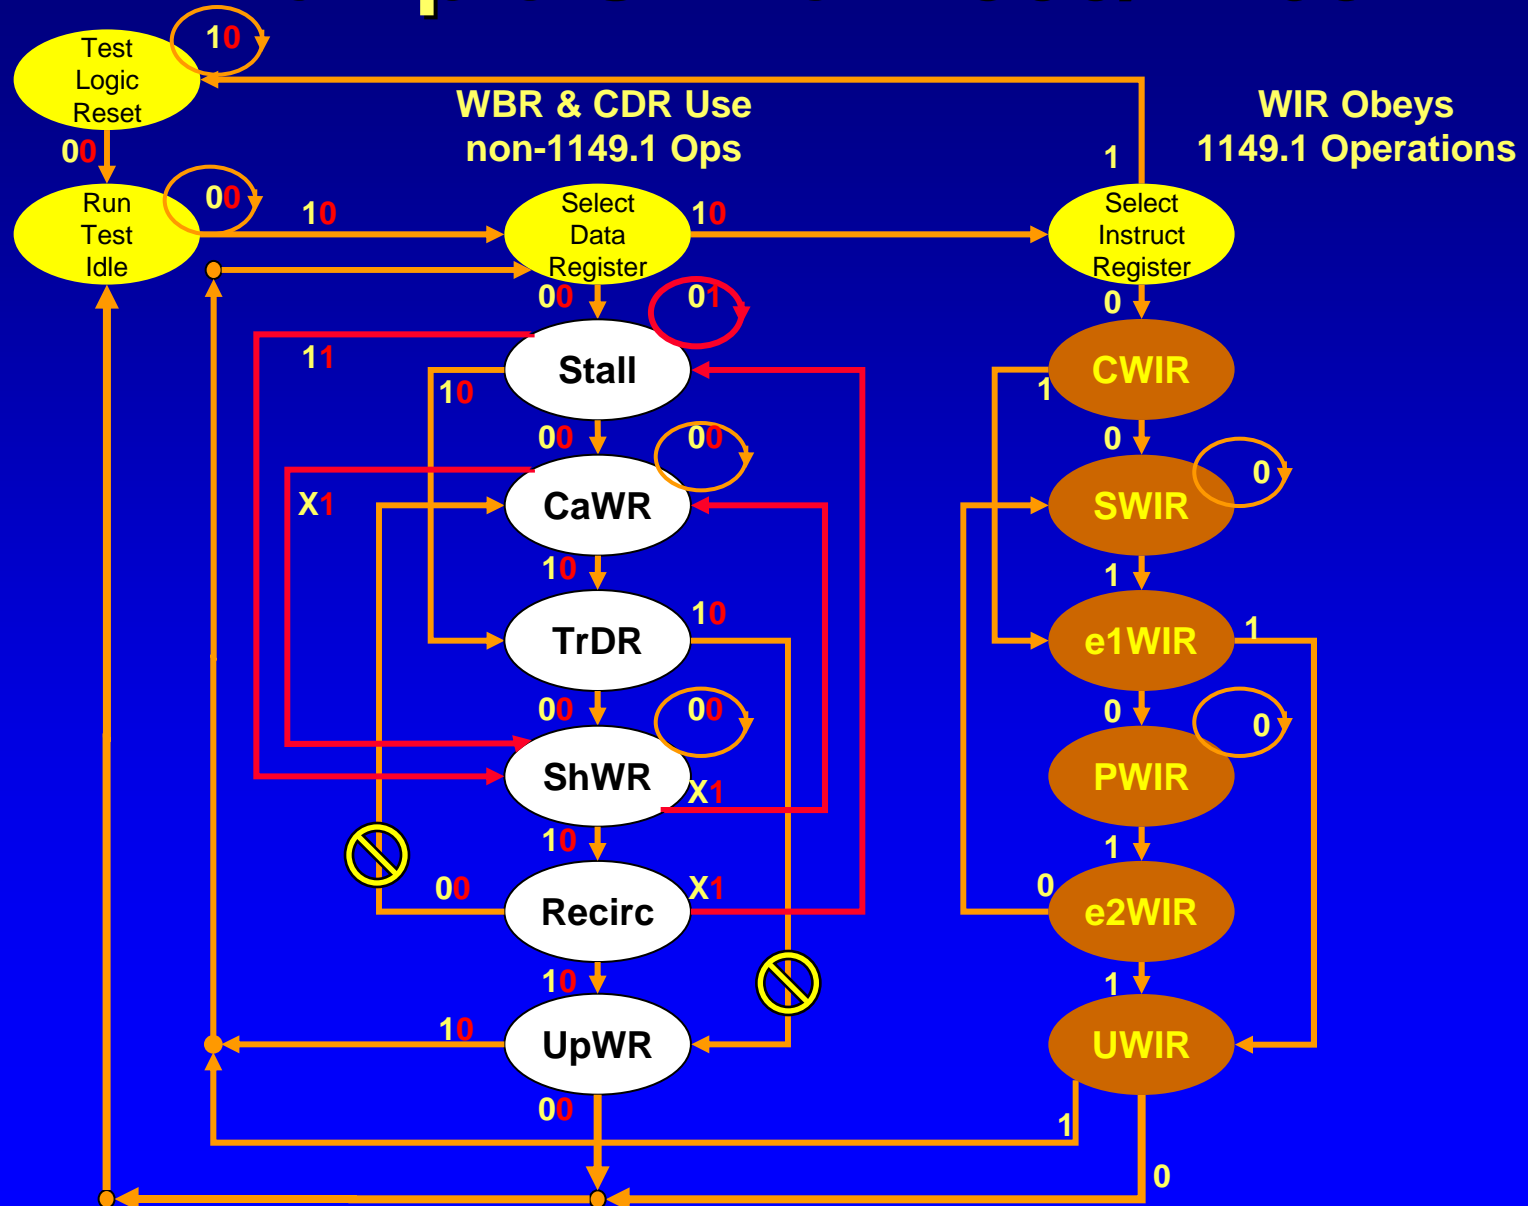 10
Test
Logic
Reset
WBR & CDR Use
non-1149.1 Ops
WIR Obeys
1149.1 Operations
00
1
Run
Test
Idle
00
10
Select
Data
Register
10
Select
Instruct
Register
00
01
0
11
Stall
10
CWIR
1
00
00
0
X1
CaWR
SWIR
0
10
1
TrDR
10
e1WIR
1
00
00
0
0
ShWR
X1
PWIR
10
1
00
Recirc
X1
0
e2WIR
10
1
10
UpWR
UWIR
00
1
0